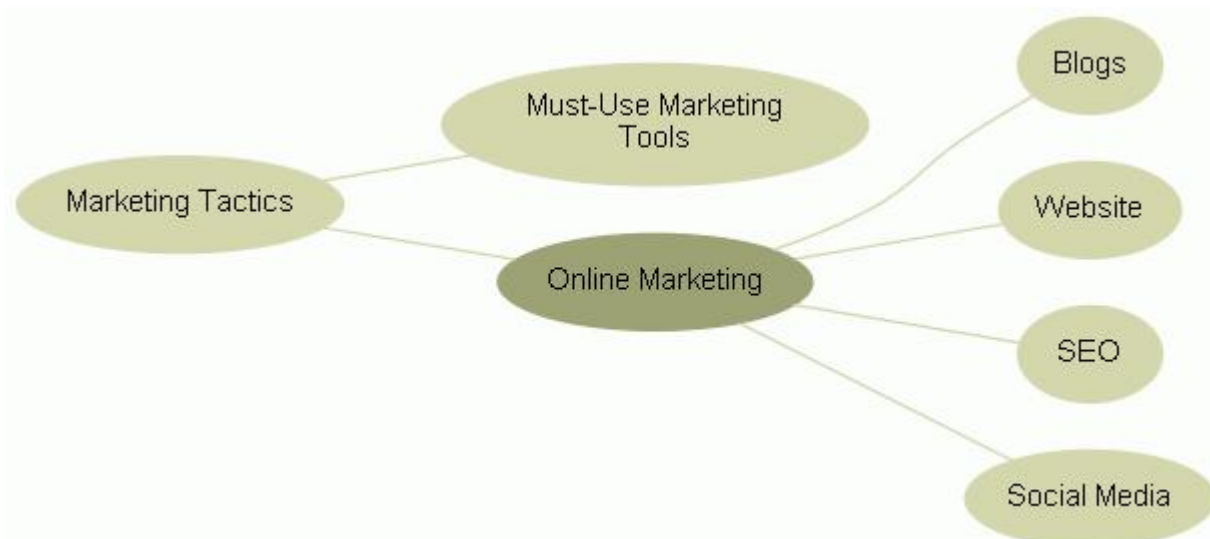 Blogs
Must-Use Marketing
Tools
Marketing Tactics
Website
Online Marketing
SEO
Social Media